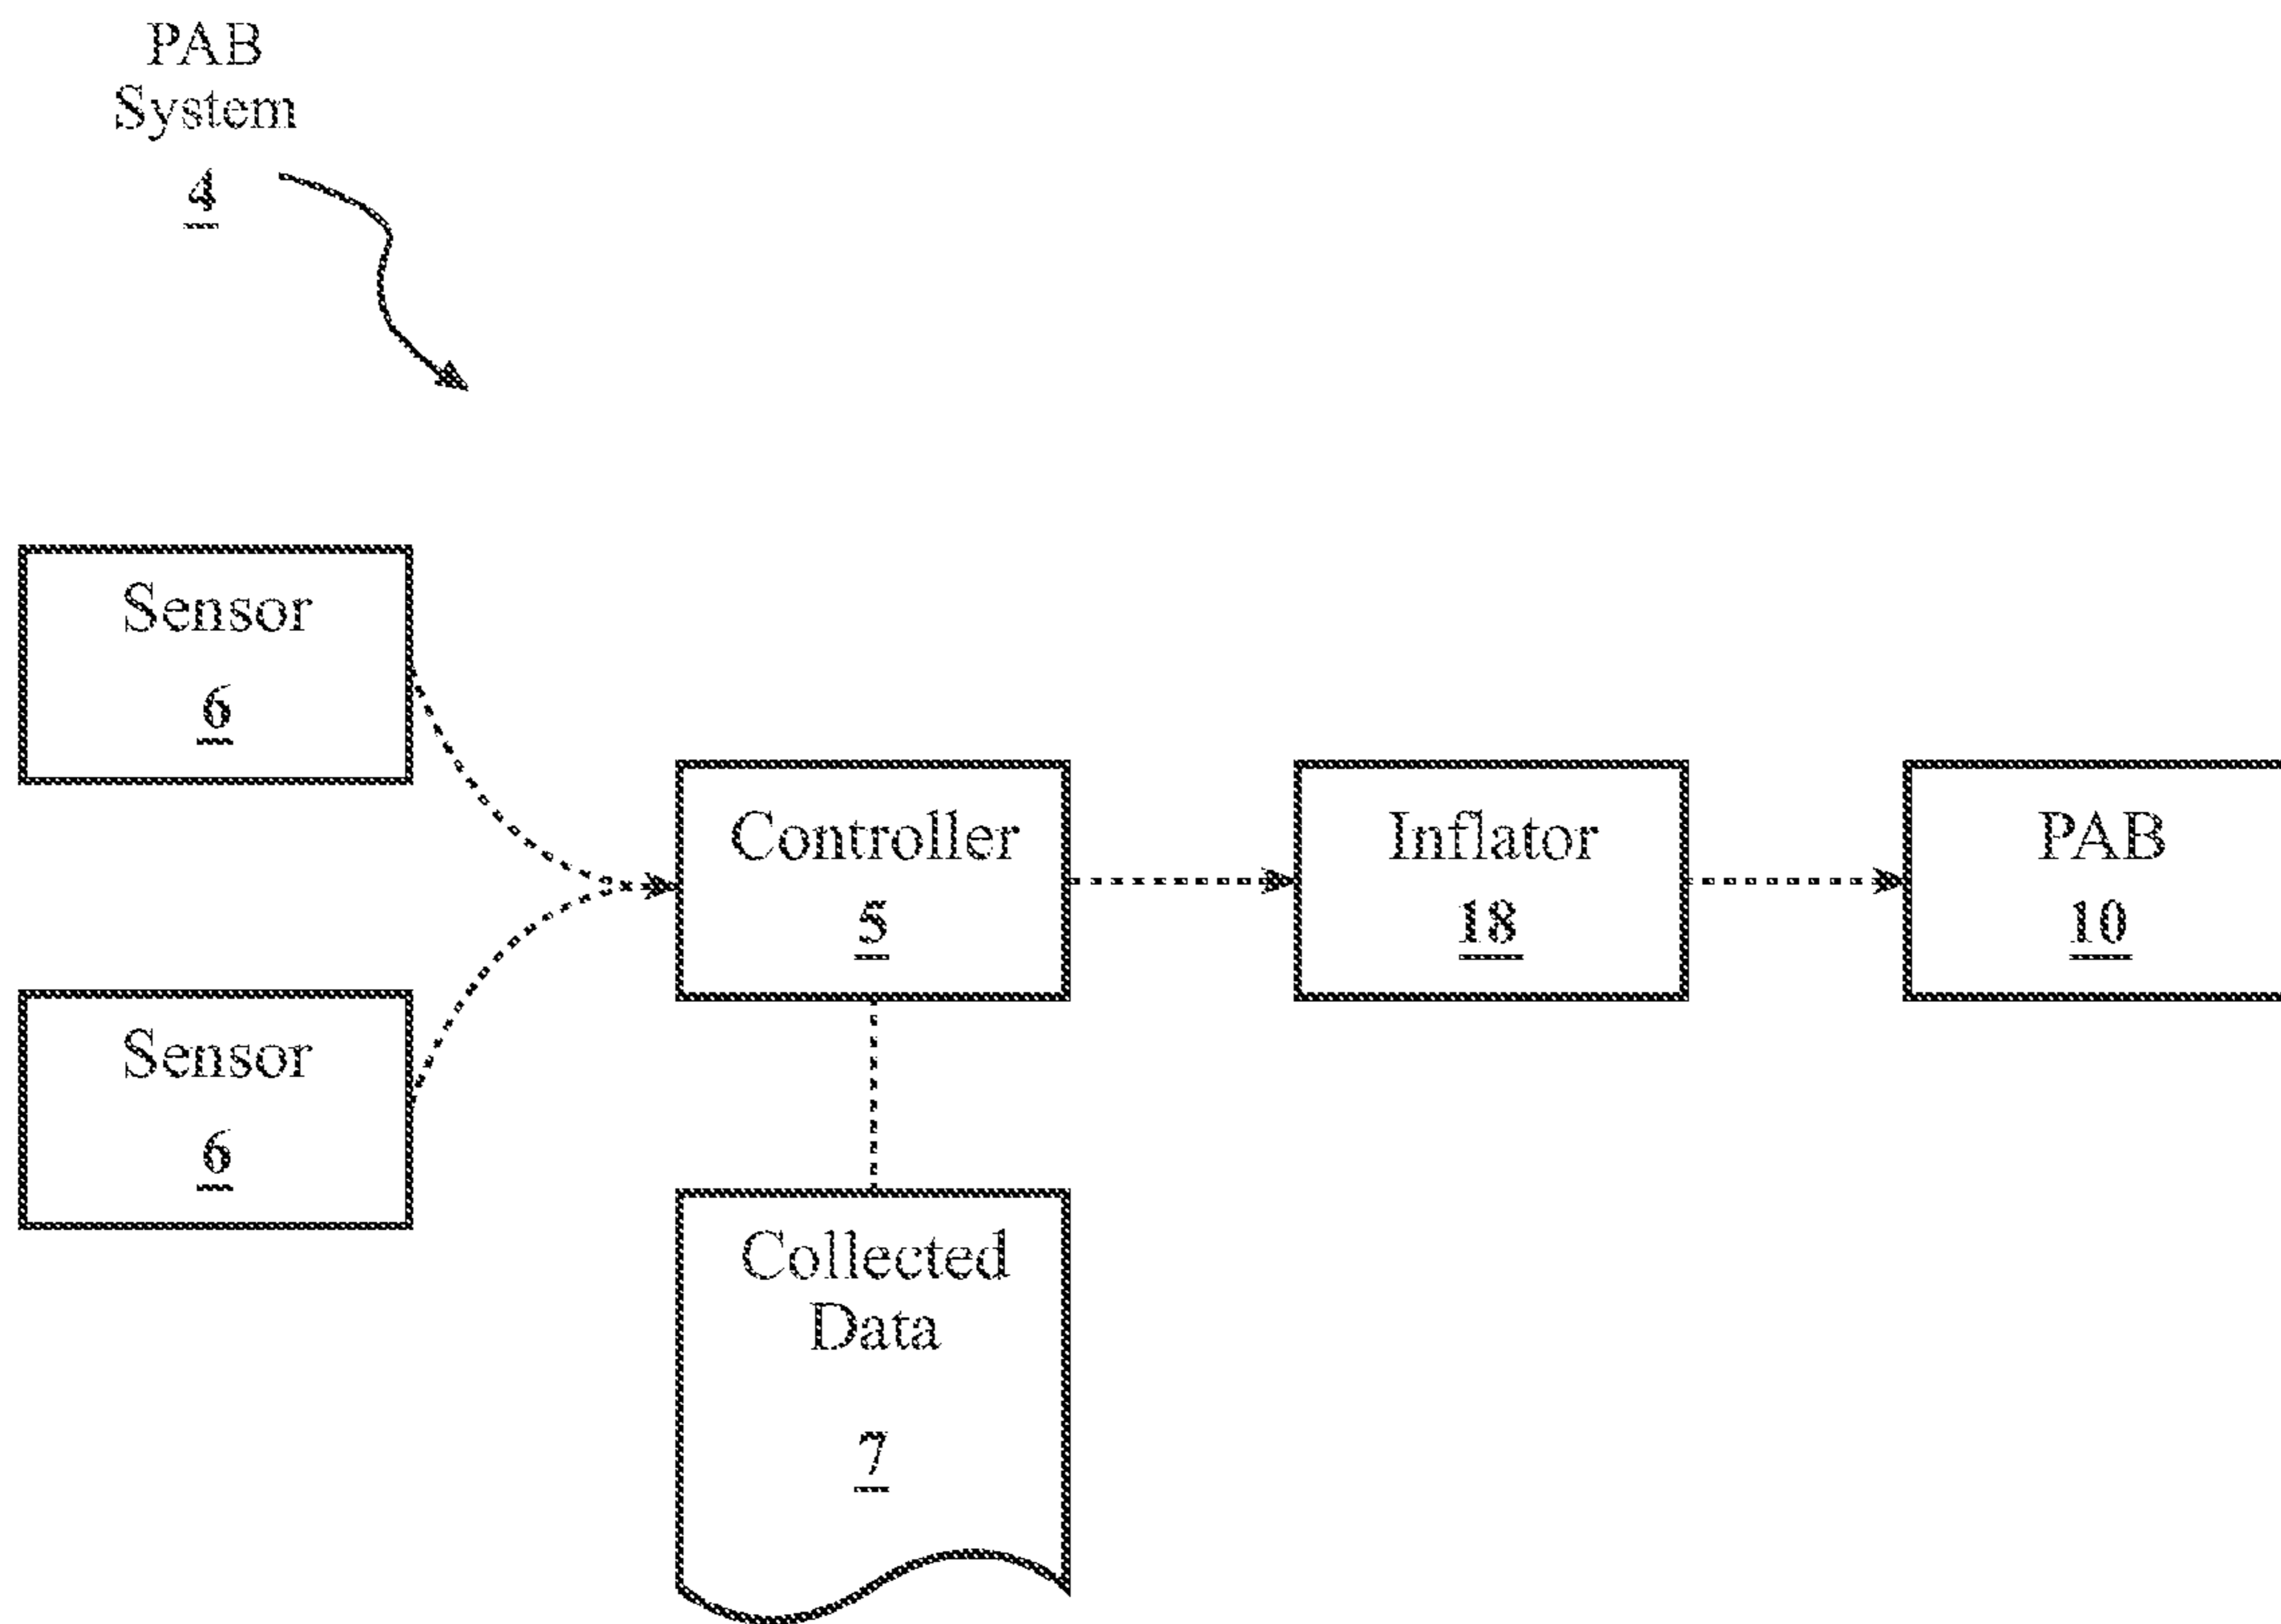 PAB
System
4
Sensor
6
Controller
5
Inflator
18
PAB
10
Sensor
6
Collected
Data
7